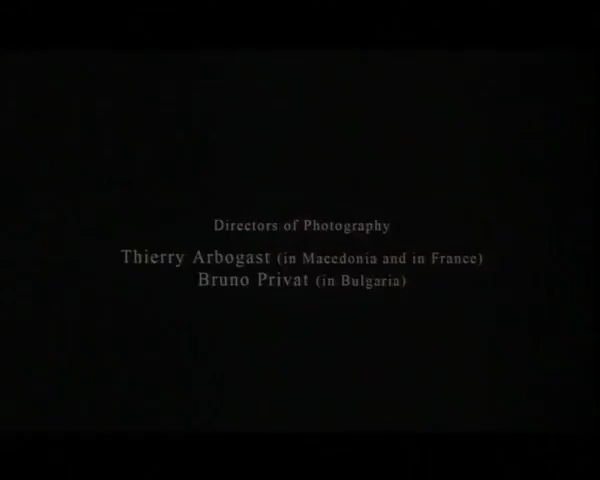 Directors of Photography
Thierry Arbogast (in Macedonia and in France)
Bruno Privat (in Bulgaria)